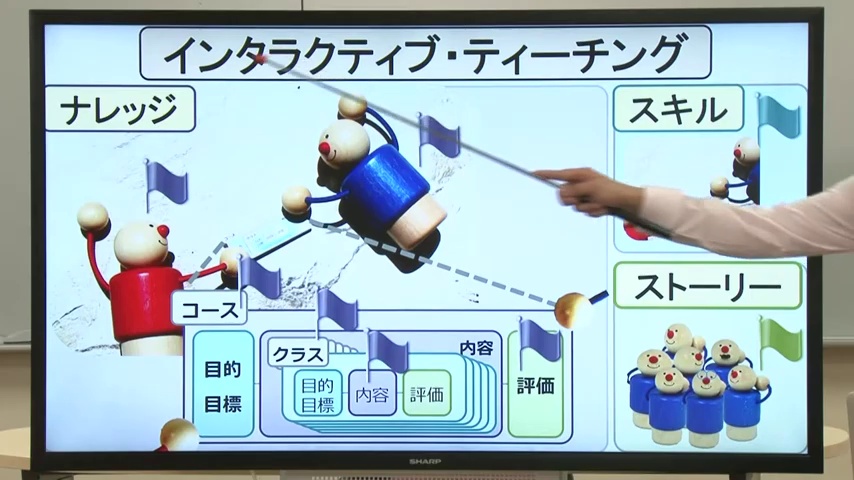 インタラクティブ・ティーチング
ナレッジ
スキル
ストーリー
コース
目的
目標
クラス
内容
目的
目標
内容
評価
評価
SHARP